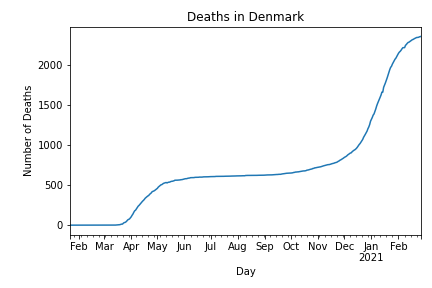 Deaths in Denmark
Number of Deaths
2000
1500
1000
500
0
Feb Mar Apr May Jun Jul Aug Sep Oct Nov Dec Jan Feb
2021
Day